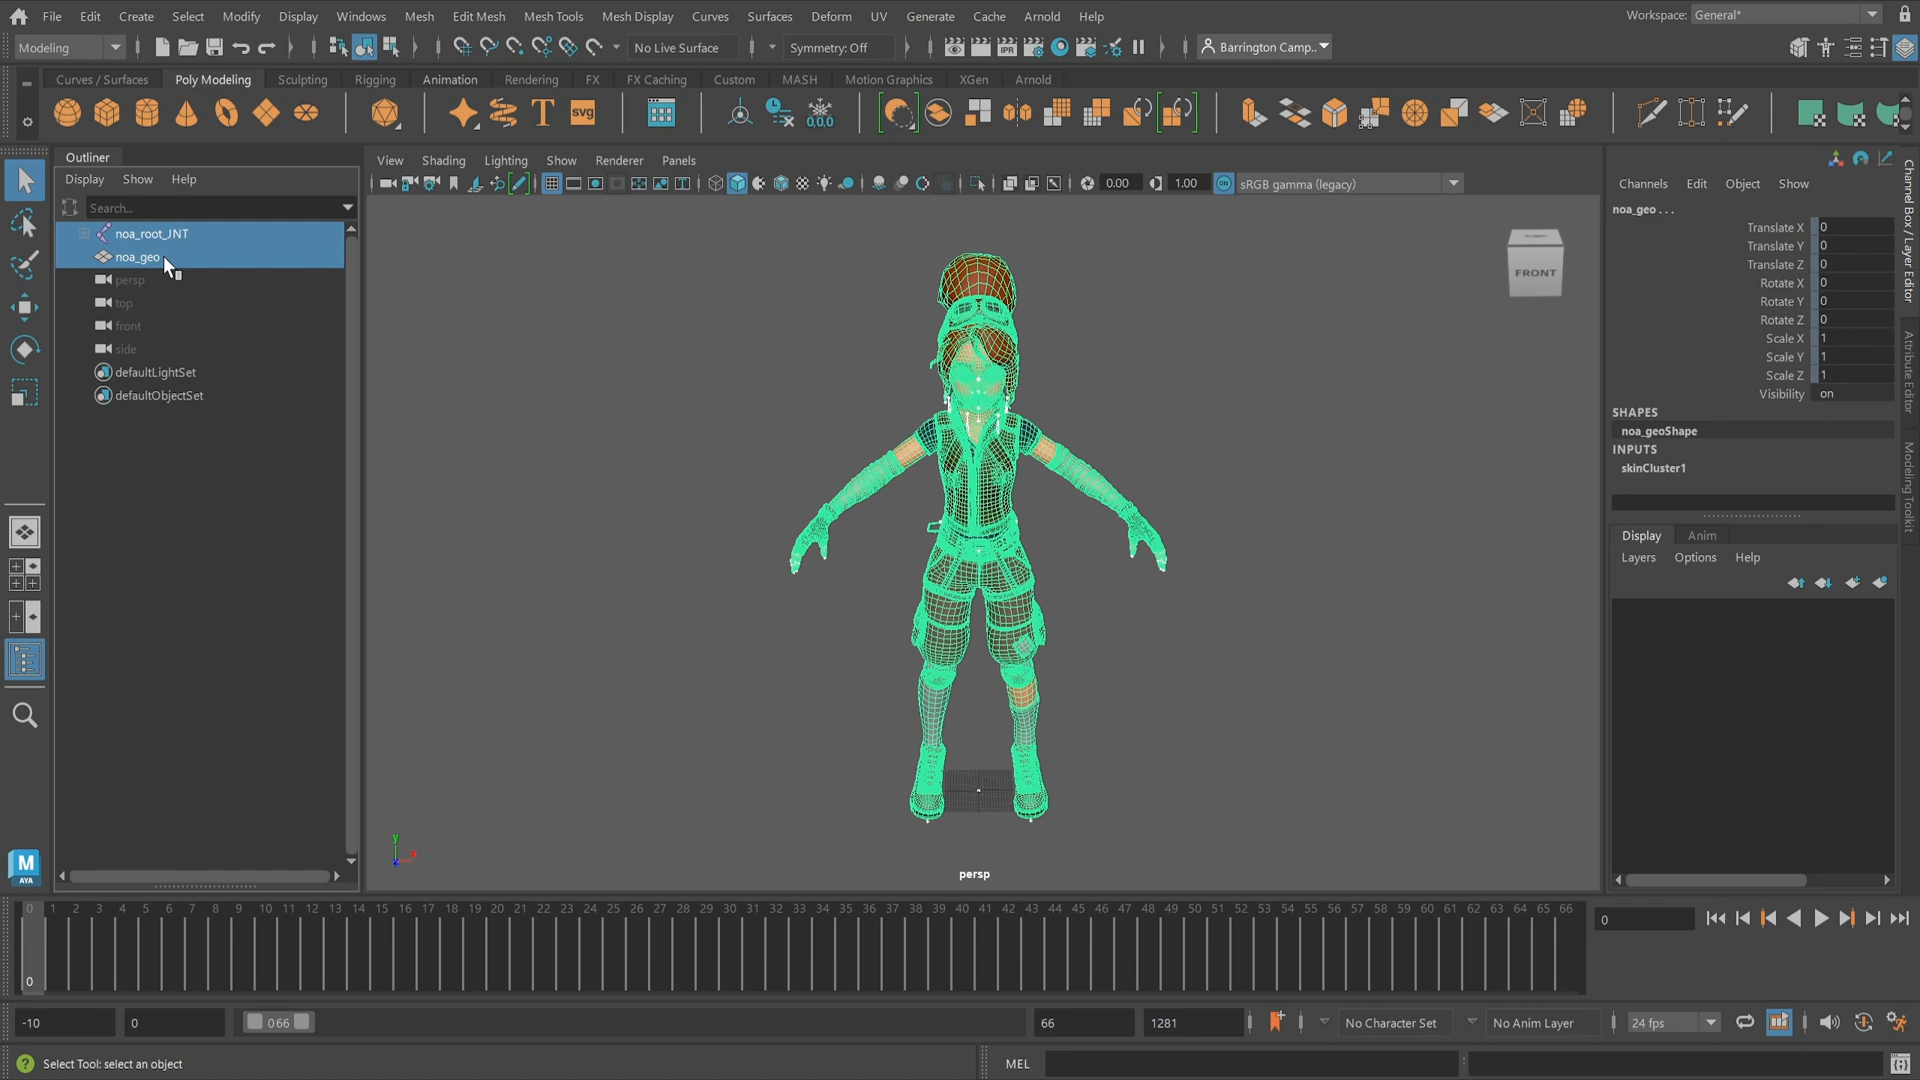 File Edit Create Select Modify Display Windows Mesh Edit Mesh Mesh Tools Mesh Display Curves Surfaces Deform UV Generate Cache Arnold Help Workspace: General*
Modeling No Live Surface Symmetry: Off IPR Barrington Camp..
Curves / Surfaces Poly Modeling Sculpting Rigging Animation Rendering FX FX Caching Custom MASH Motion Graphics XGen Arnold
T svg 0,0,0
Outliner
Display Show Help
Search...
noa_root_JNT
noa_geo
persp
top
front
side
defaultLightSet
defaultObjectSet
View Shading Lighting Show Renderer Panels
0.00 1.00 ON sRGB gamma (legacy)
FRONT
y
persp
Channels Edit Object Show
noa_geo . . .
Translate X 0
Translate Y 0
Translate Z 0
Rotate X 0
Rotate Y 0
Rotate Z 0
Scale X 1
Scale Y 1
Scale Z 1
Visibility on
SHAPES
noa_geoShape
INPUTS
skinCluster1
Display Anim
Layers Options Help
Channel Box / Layer Editor
Attribute Editor
Modeling Toolkit
M
AYA
0 1 2 3 4 5 6 7 8 9 10 11 12 13 14 15 16 17 18 19 20 21 22 23 24 25 26 27 28 29 30 31 32 33 34 35 36 37 38 39 40 41 42 43 44 45 46 47 48 49 50 51 52 53 54 55 56 57 58 59 60 61 62 63 64 65 66
0
0
-10 0 0 66 66 1281 No Character Set No Anim Layer 24 fps
? Select Tool: select an object MEL